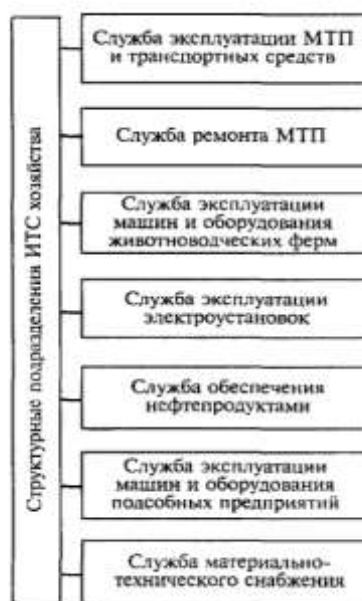 Структурные подразделения ИТС хозяйства
Служба эксплуатации МТП
и транспортных средств
Служба ремонта МТП
Служба эксплуатации
машин и оборудования
животноводческих ферм
Служба эксплуатации
электроустановок
Служба обеспечения
нефтепродуктами
Служба эксплуатации
машин и оборудования
подсобных предприятий
Служба материально-
технического снабжения